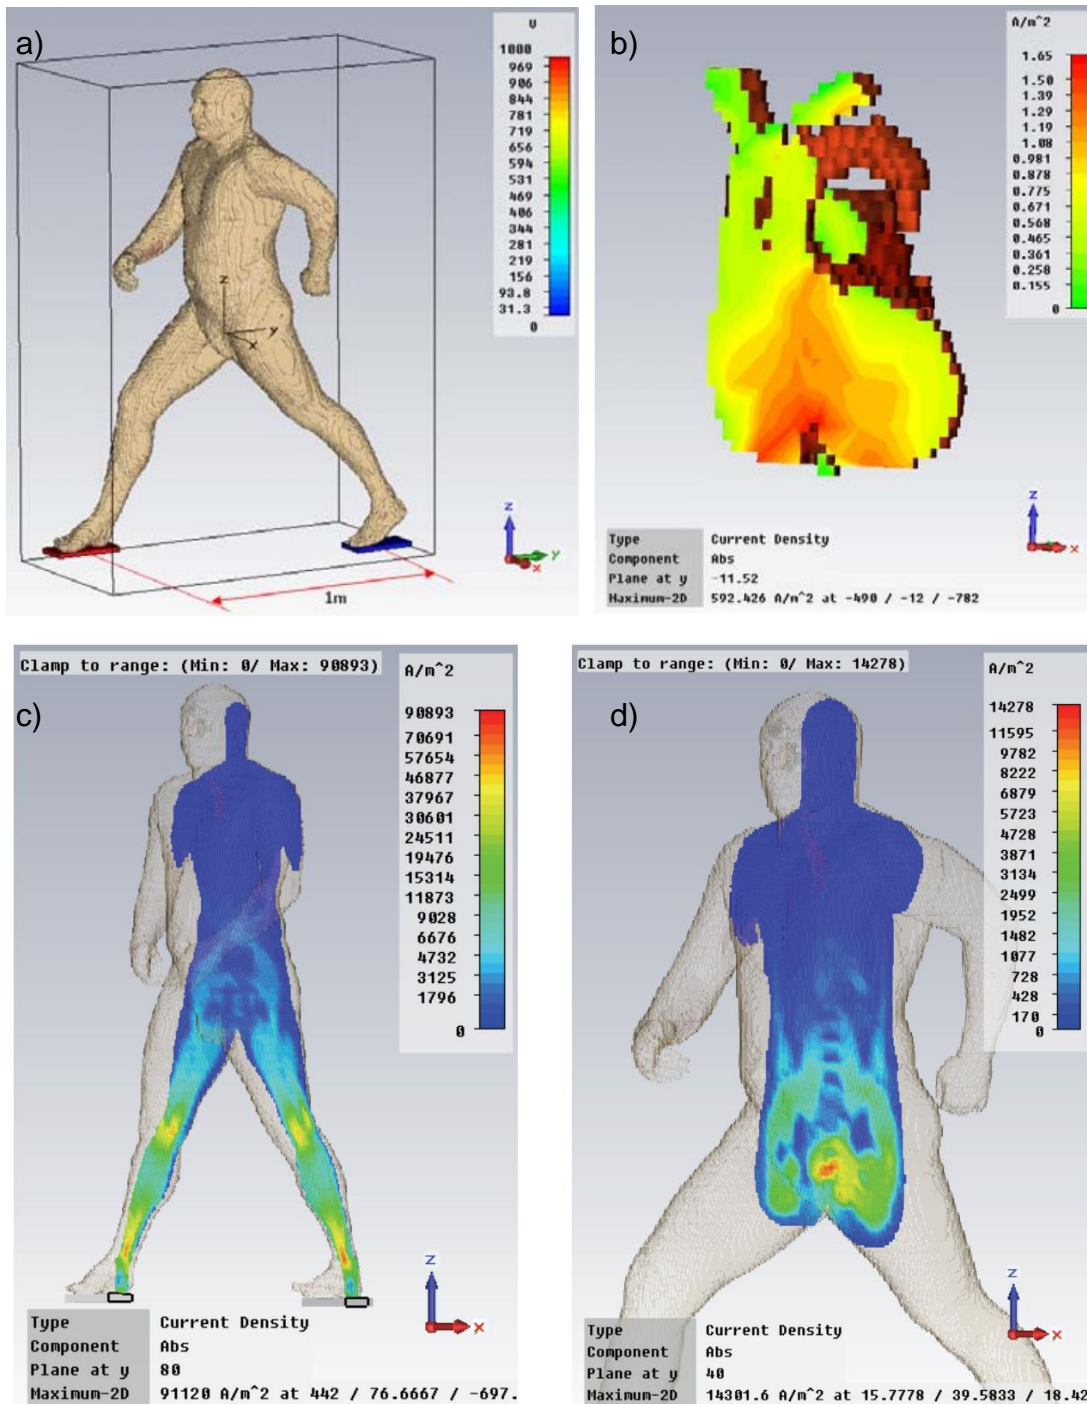 a)
V
1000
969
906
844
781
719
656
594
531
469
406
344
281
219
156
93.8
31.3
0
z
y
x
1m
z
y
x
b)
A/m^2
1.65
1.50
1.39
1.29
1.19
1.08
0.981
0.878
0.775
0.671
0.568
0.465
0.361
0.258
0.155
0
z
x
Type Current Density
Component Abs
Plane at y -11.52
Maximum-2D 592.426 A/m^2 at -490 / -12 / -782
Clamp to range: (Min: 0/ Max: 90893)
c)
A/m^2
90893
70691
57654
46877
37967
30601
24511
19476
15314
11873
9028
6676
4732
3125
1796
0
z
x
Type Current Density
Component Abs
Plane at y 80
Maximum-2D 91120 A/m^2 at 442 / 76.6667 / -697.
Clamp to range: (Min: 0/ Max: 14278)
d)
A/m^2
14278
11595
9782
8222
6879
5723
4728
3871
3134
2499
1952
1482
1077
728
428
170
0
z
x
Type Current Density
Component Abs
Plane at y 40
Maximum-2D 14301.6 A/m^2 at 15.7778 / 39.5833 / 18.42